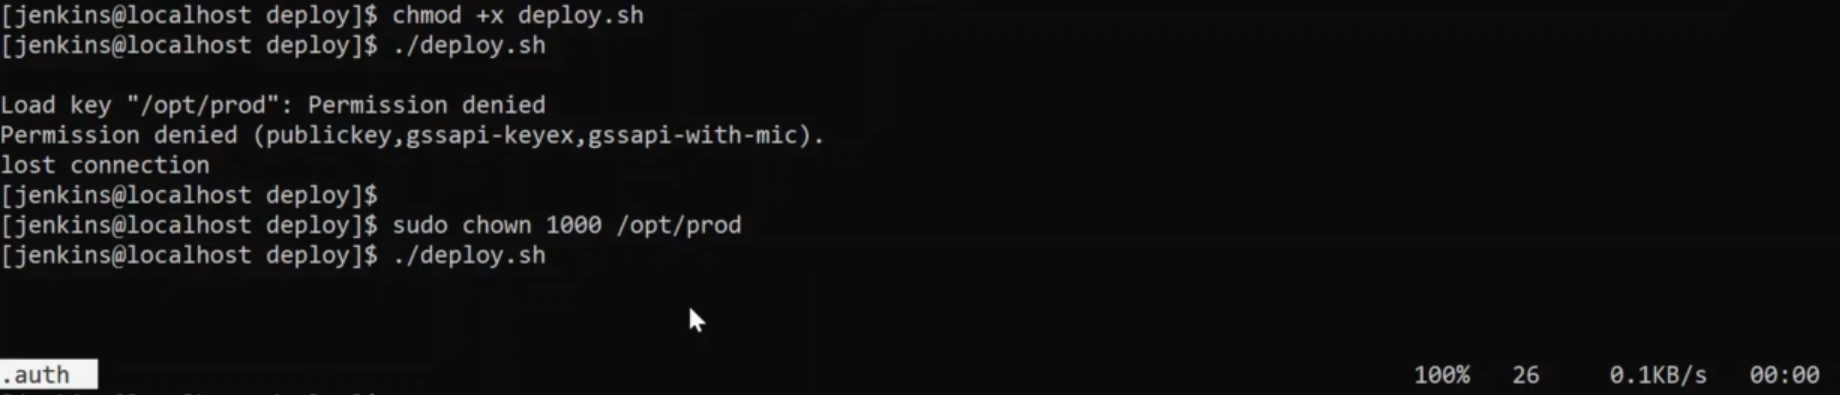 [jenkins@localhost deploy]$ chmod +x deploy.sh
[jenkins@localhost deploy]$ ./deploy.sh
Load key "/opt/prod": Permission denied
Permission denied (publickey,gssapi-keyex,gssapi-with-mic).
lost connection
[jenkins@localhost deploy]$
[jenkins@localhost deploy]$ sudo chown 1000 /opt/prod
[jenkins@localhost deploy]$ ./deploy.sh
.auth 100% 26 0.1KB/s 00:00